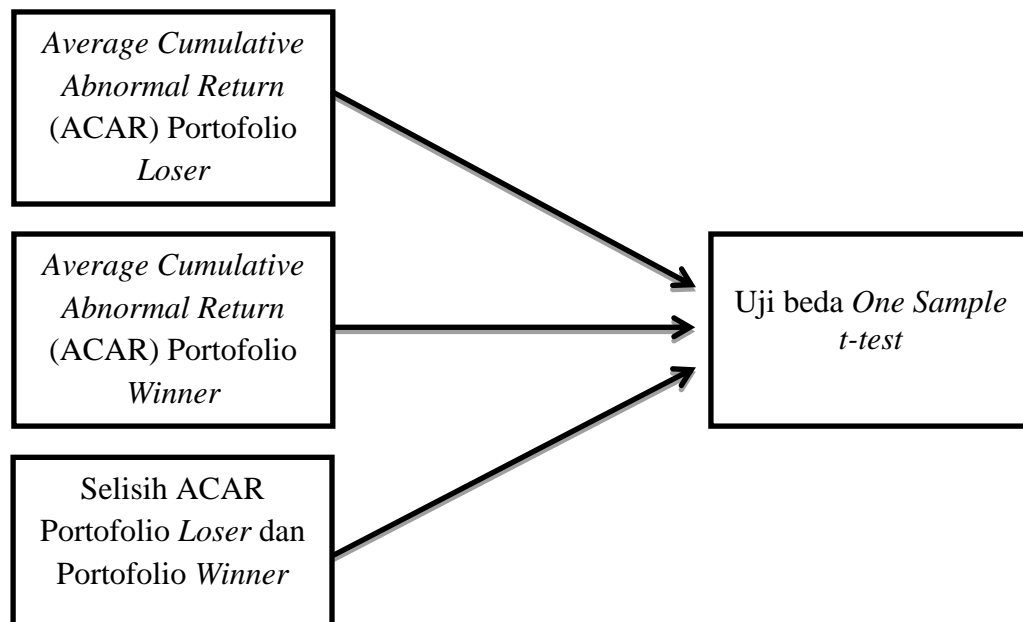 Average Cumulative
Abnormal Return
(ACAR) Portofolio
Loser
Average Cumulative
Abnormal Return
(ACAR) Portofolio
Winner
Selisih ACAR
Portofolio Loser dan
Portofolio Winner
Uji beda One Sample
t-test